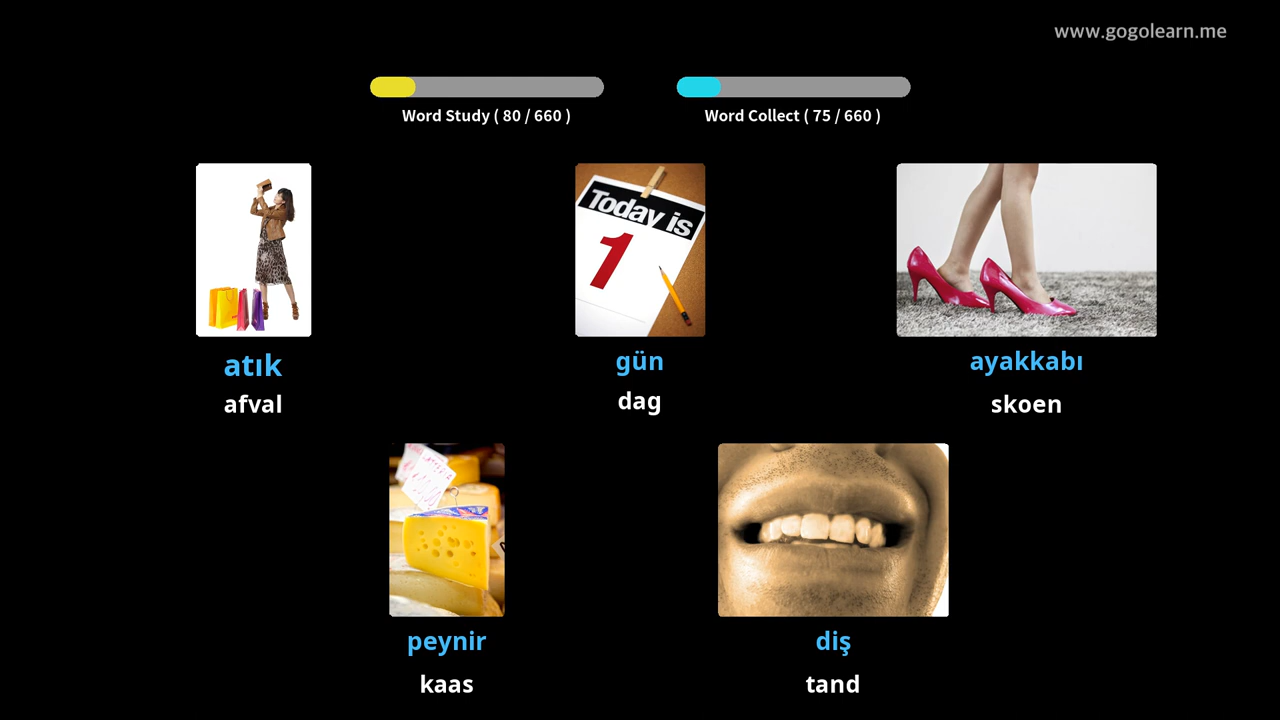 www.gogolearn.me
Word Study ( 80 / 660 )
Word Collect ( 75 / 660 )
Today is
1
atık
afval
gün
dag
ayakkabı
skoen
peynir
kaas
diş
tand